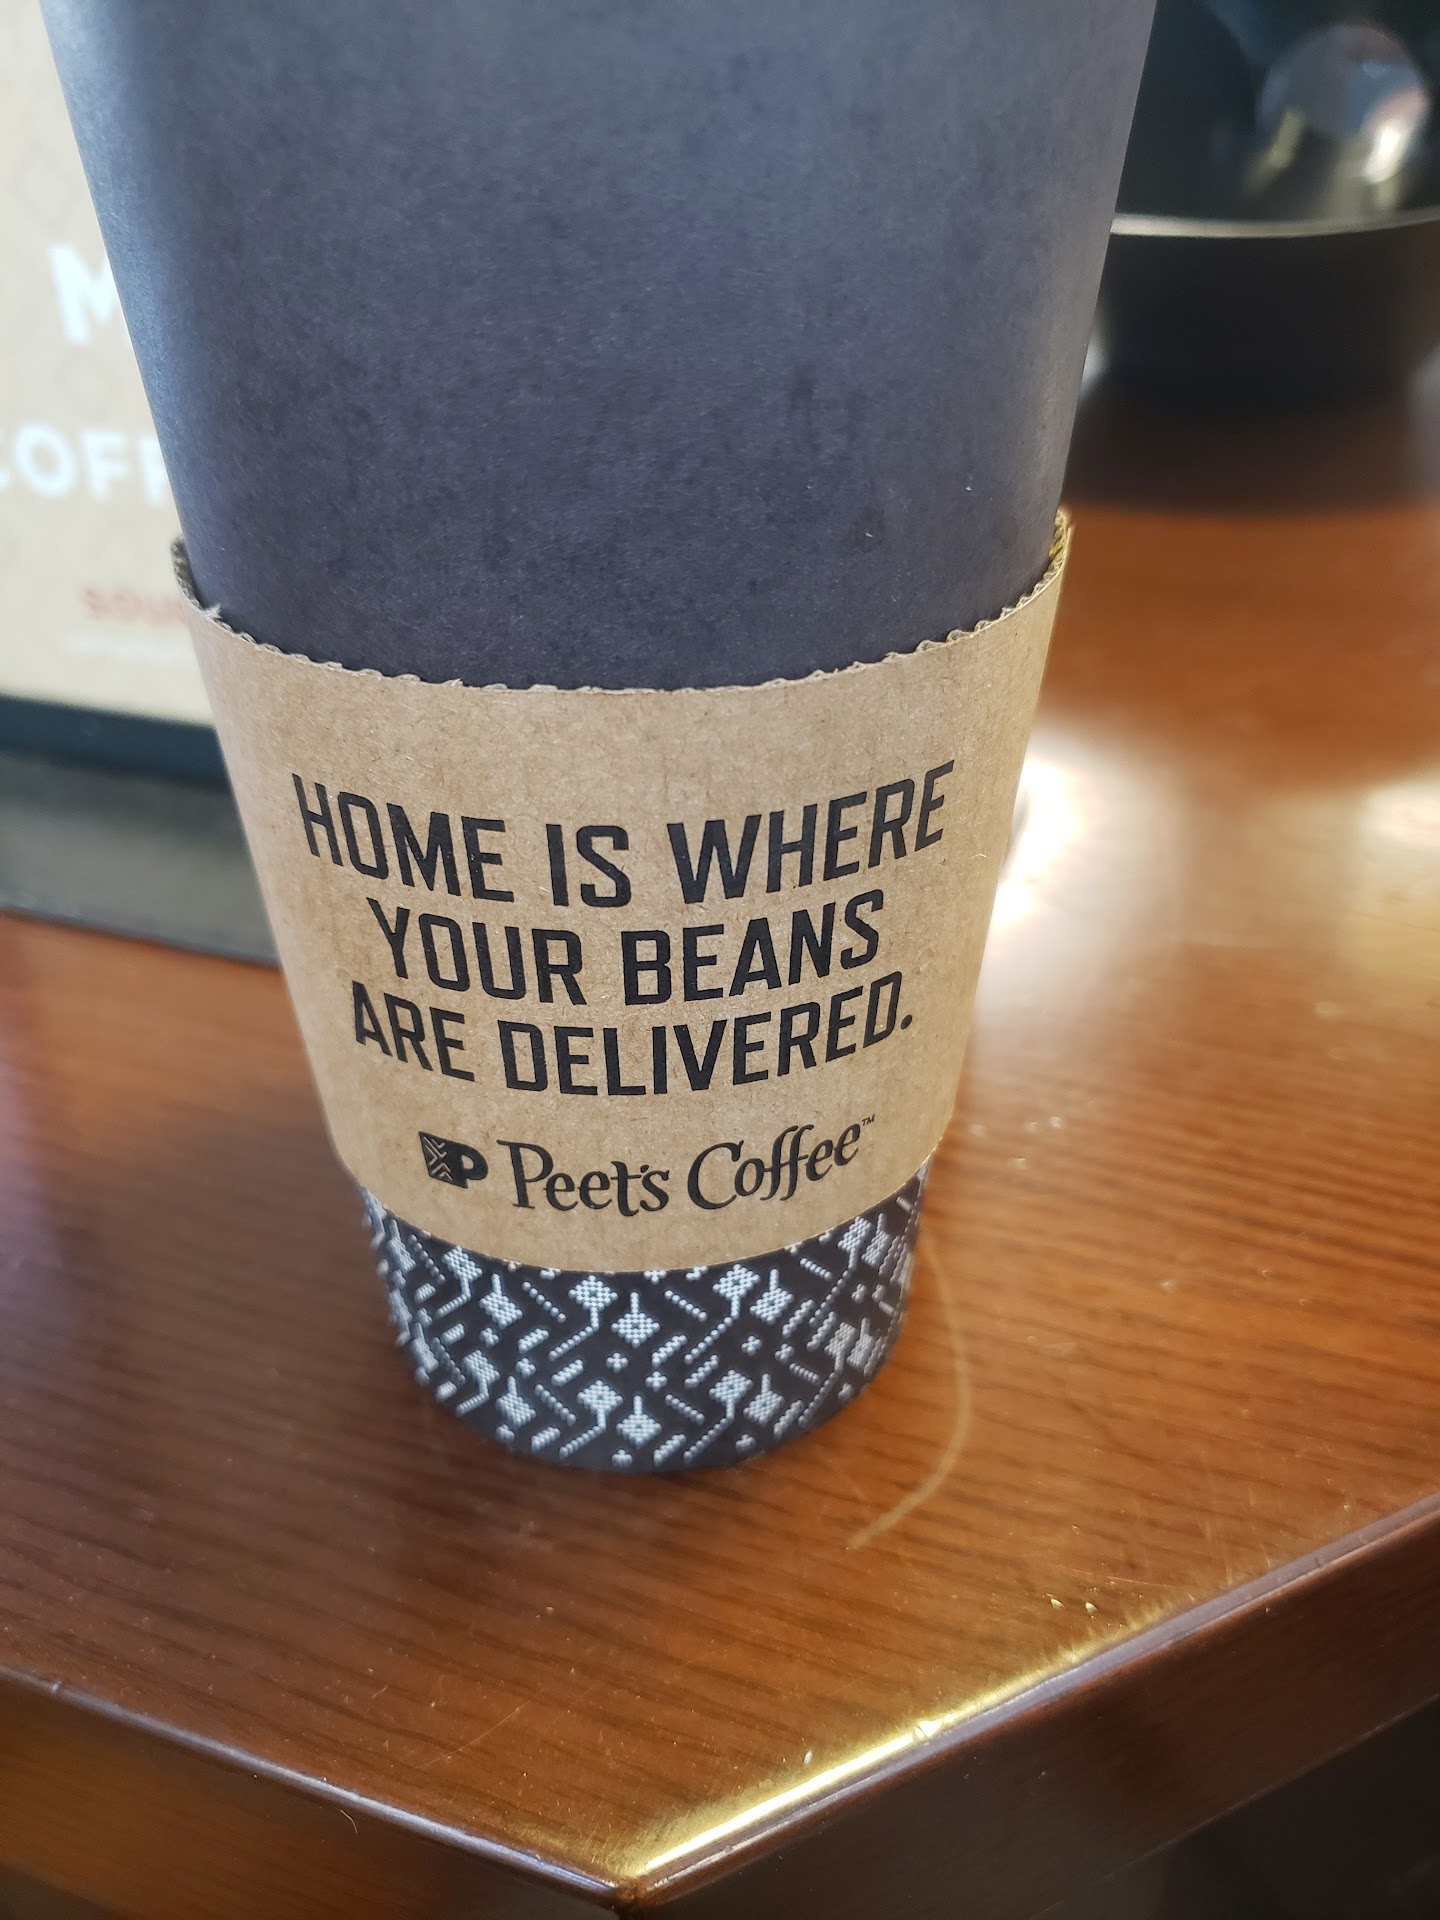 HOME IS WHERE
YOUR BEANS
ARE DELIVERED.
Peet's Coffee™